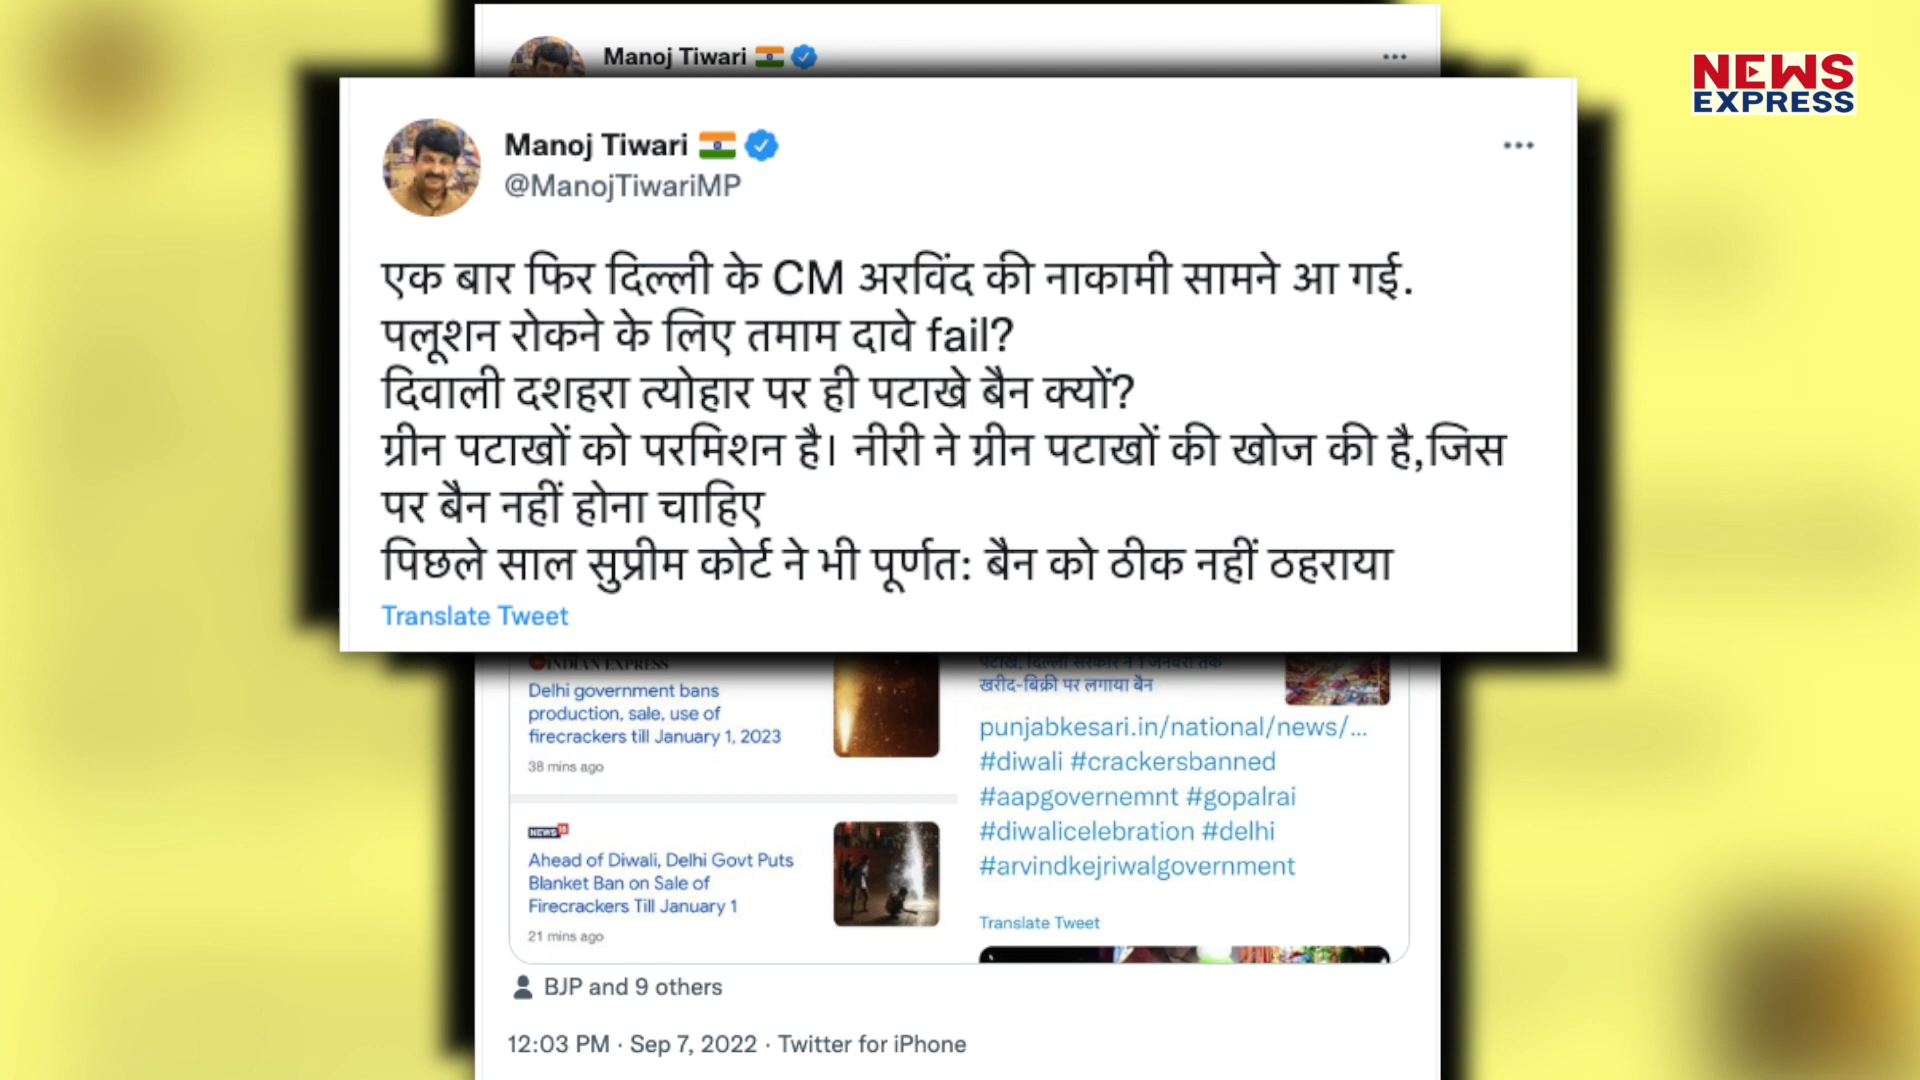 Manoj Tiwari
NEWS
EXPRESS
Manoj Tiwari
@ManojTiwariMP
एक बार फिर दिल्ली के CM अरविंद की नाकामी सामने आ गई.
पलूशन रोकने के लिए तमाम दावे fail?
दिवाली दशहरा त्योहार पर ही पटाखे बैन क्यों?
ग्रीन पटाखों को परमिशन है। नीरी ने ग्रीन पटाखों की खोज की है,जिस
पर बैन नहीं होना चाहिए
पिछले साल सुप्रीम कोर्ट ने भी पूर्णत: बैन को ठीक नहीं ठहराया
Translate Tweet
INDIAN EXPRESS
Delhi government bans
production, sale, use of
firecrackers till January 1, 2023
38 mins ago
NEWS18
Ahead of Diwali, Delhi Govt Puts
Blanket Ban on Sale of
Firecrackers Till January 1
21 mins ago
पटाखे, दिल्ली सरकार ने 1 जनवरी तक
खरीद-बिक्री पर लगाया बैन
punjabkesari.in/national/news/...
#diwali #crackersbanned
#aapgovernemnt #gopalrai
#diwalicelebration #delhi
#arvindkejriwalgovernment
Translate Tweet
BJP and 9 others
12:03 PM · Sep 7, 2022 · Twitter for iPhone